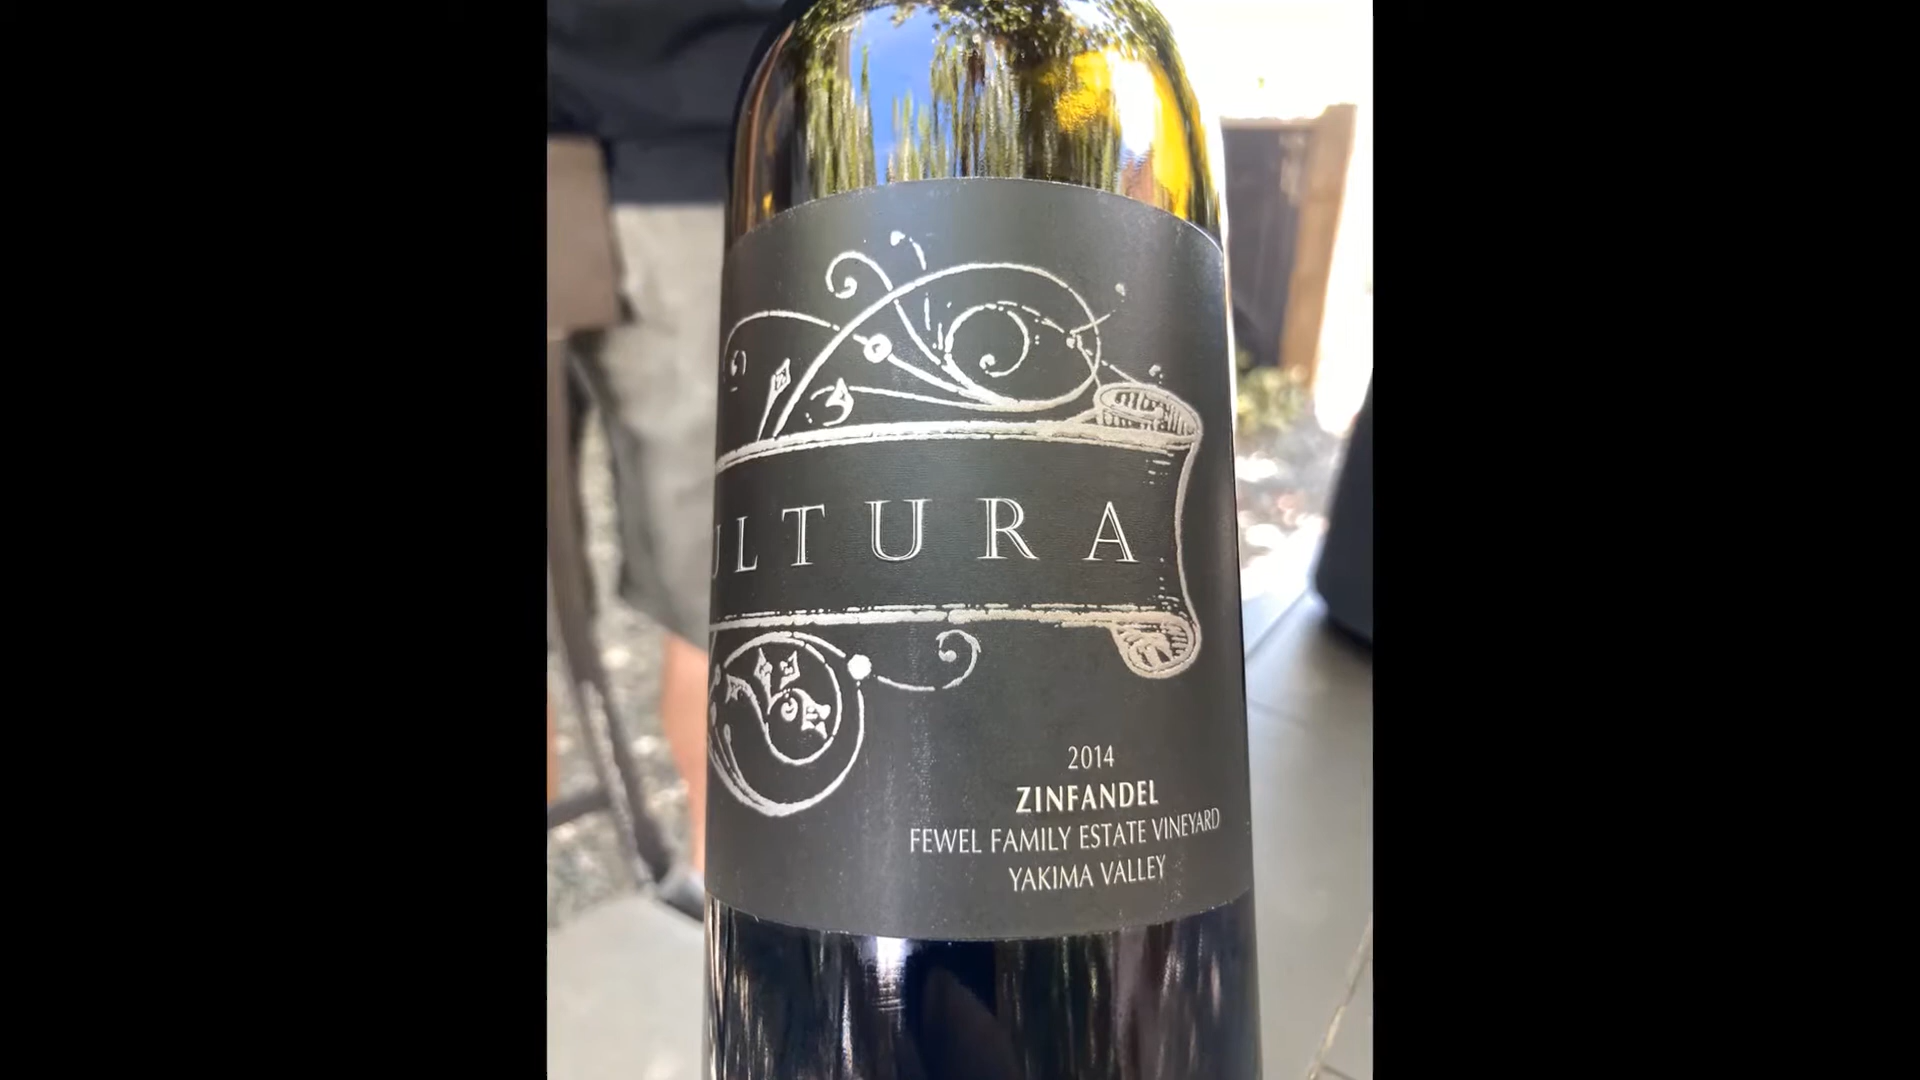 ULTURA
2014
ZINFANDEL
FEWEL FAMILY ESTATE VINEYARD
YAKIMA VALLEY